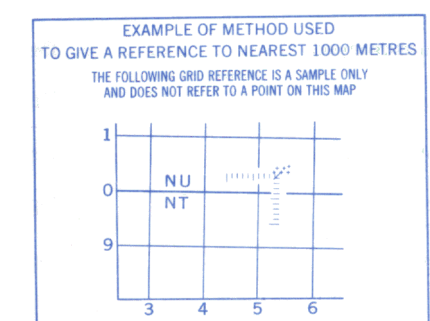 EXAMPLE OF METHOD USED
TO GIVE A REFERENCE TO NEAREST 1000 METRES
THE FOLLOWING GRID REFERENCE IS A SAMPLE ONLY
AND DOES NOT REFER TO A POINT ON THIS MAP
1
NU
0
NT
9
3 4 5 6